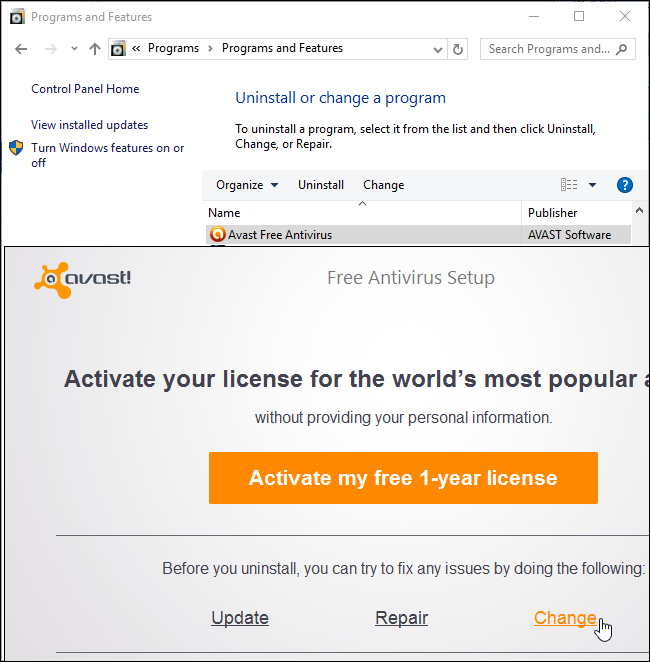 Programs and Features
« Programs > Programs and Features
Search Programs and...
Control Panel Home
View installed updates
Turn Windows features on or
off
Uninstall or change a program
To uninstall a program, select it from the list and then click Uninstall,
Change, or Repair.
Organize Uninstall Change
Name Publisher
Avast Free Antivirus AVAST Software
avast! Free Antivirus Setup
Activate your license for the world's most popular a
without providing your personal information.
Activate my free 1-year license
Before you uninstall, you can try to fix any issues by doing the following:
Update Repair Change